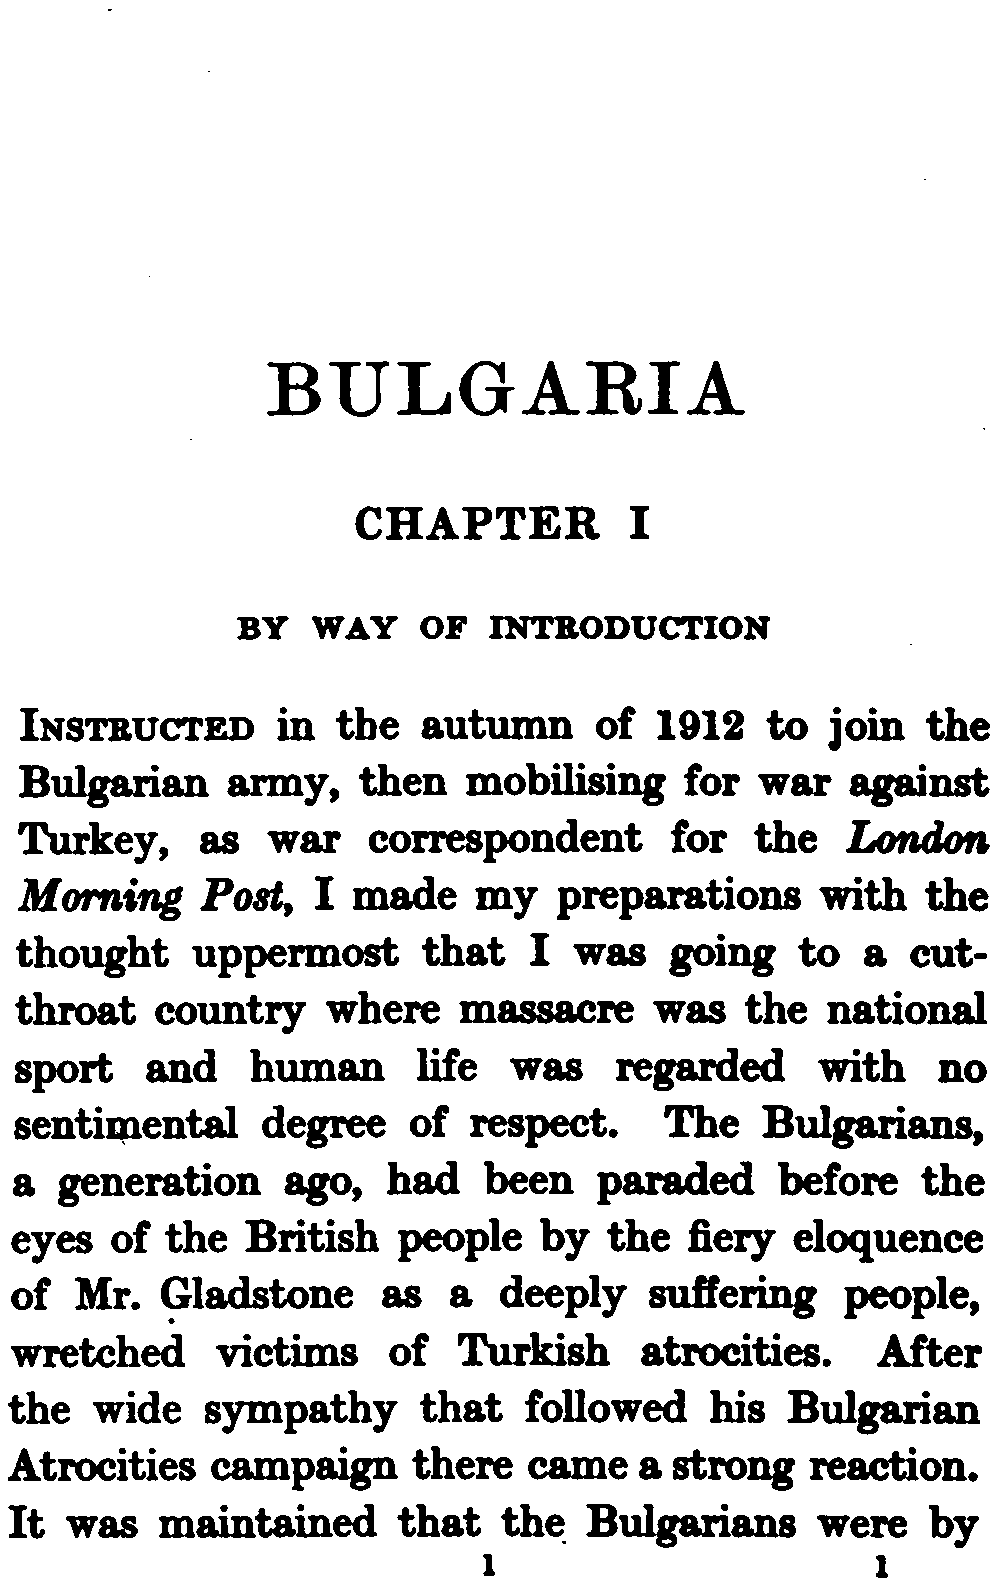 BULGARIA
CHAPTER I
BY WAY OF INTRODUCTION
INSTRUCTED in the autumn of 1912 to join the
Bulgarian army, then mobilising for war against
Turkey, as war correspondent for the London
Morning Post, I made my preparations with the
thought uppermost that I was going to a cut-
throat country where massacre was the national
sport and human life was regarded with no
sentimental degree of respect. The Bulgarians,
a generation ago, had been paraded before the
eyes of the British people by the fiery eloquence
of Mr. Gladstone as a deeply suffering people,
wretched victims of Turkish atrocities. After
the wide sympathy that followed his Bulgarian
Atrocities campaign there came a strong reaction.
It was maintained that the Bulgarians were by
1 1